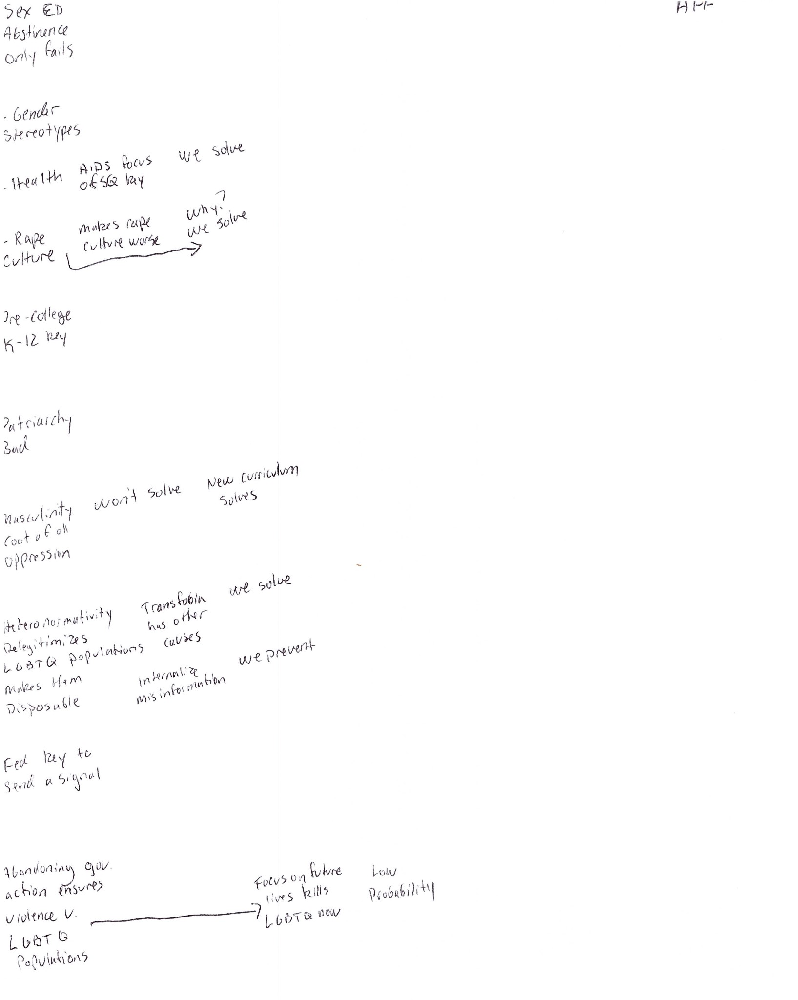 Sex ED
Abstinence
only fails
- Gender
Stereotypes
- Health
AIDS focus
of SQ key
we solve
- Rape
Culture
makes rape
culture worse
why?
we solve
Pre-college
K-12 key
Patriarchy
Bad
Masculinity
root of all
oppression
won't solve
New curriculum
solves
Heteronormativity
Delegitimizes
LGBTQ populations
makes them
Disposable
Transfobia
has other
causes
we solve
Internalize
misinformation
we prevent
Fed key to
send a signal
Abandoning gov.
action ensures
violence v.
LGBTQ
Populations
Focus on future
lives kills
LGBTQ now
Low
Probability